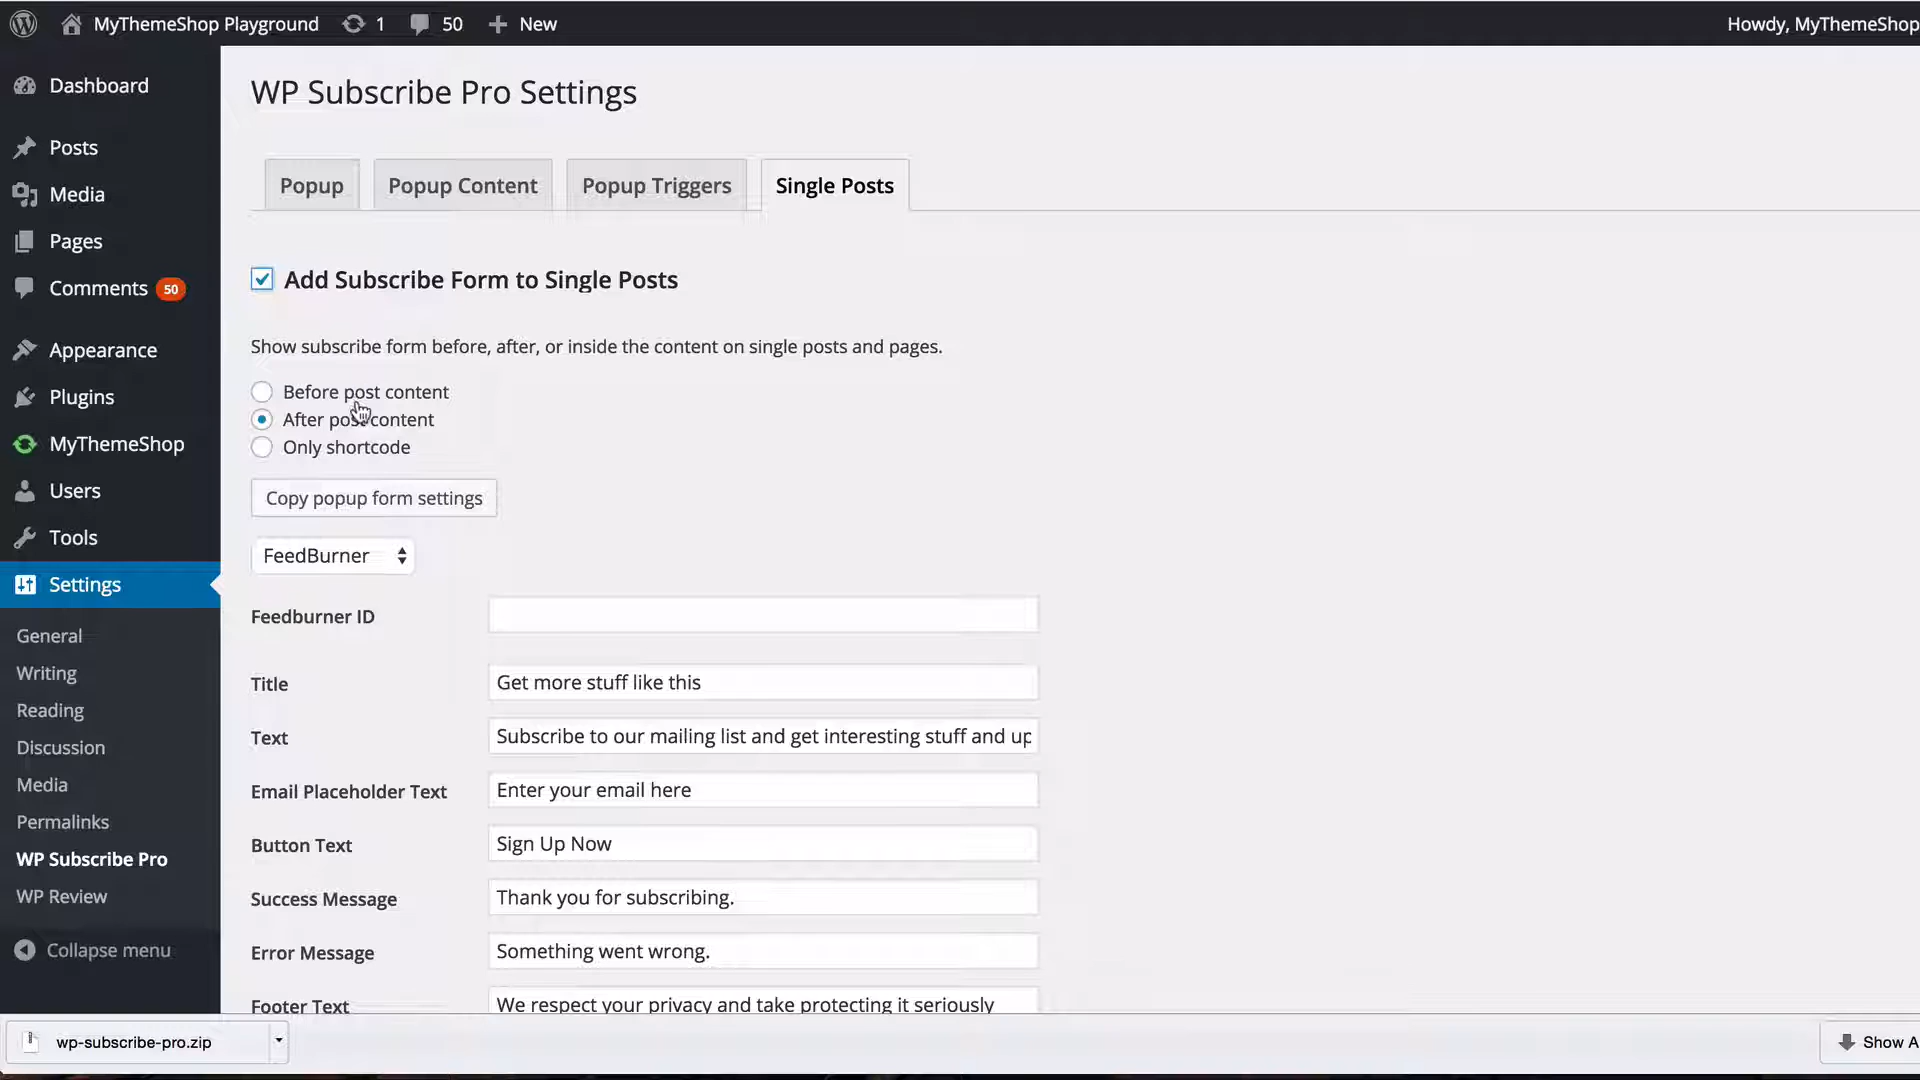 MyThemeShop Playground 1 50 New Howdy, MyThemeShop
Dashboard
Posts
Media
Pages
Comments 50
Appearance
Plugins
MyThemeShop
Users
Tools
Settings
General
Writing
Reading
Discussion
Media
Permalinks
WP Subscribe Pro
WP Review
Collapse menu
WP Subscribe Pro Settings
Popup Popup Content Popup Triggers Single Posts
Add Subscribe Form to Single Posts
Show subscribe form before, after, or inside the content on single posts and pages.
Before post content
After post content
Only shortcode
Copy popup form settings
FeedBurner
Feedburner ID
Title Get more stuff like this
Text Subscribe to our mailing list and get interesting stuff and up
Email Placeholder Text Enter your email here
Button Text Sign Up Now
Success Message Thank you for subscribing.
Error Message Something went wrong.
Footer Text We respect your privacy and take protecting it seriously
wp-subscribe-pro.zip Show A